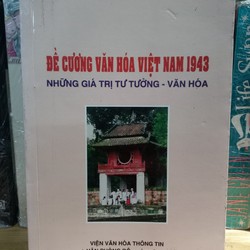 ĐỀ CƯƠNG VĂN HÓA VIỆT NAM 1943
NHỮNG GIÁ TRỊ TƯ TƯỞNG - VĂN HÓA
VIỆN VĂN HÓA THÔNG TIN
Life